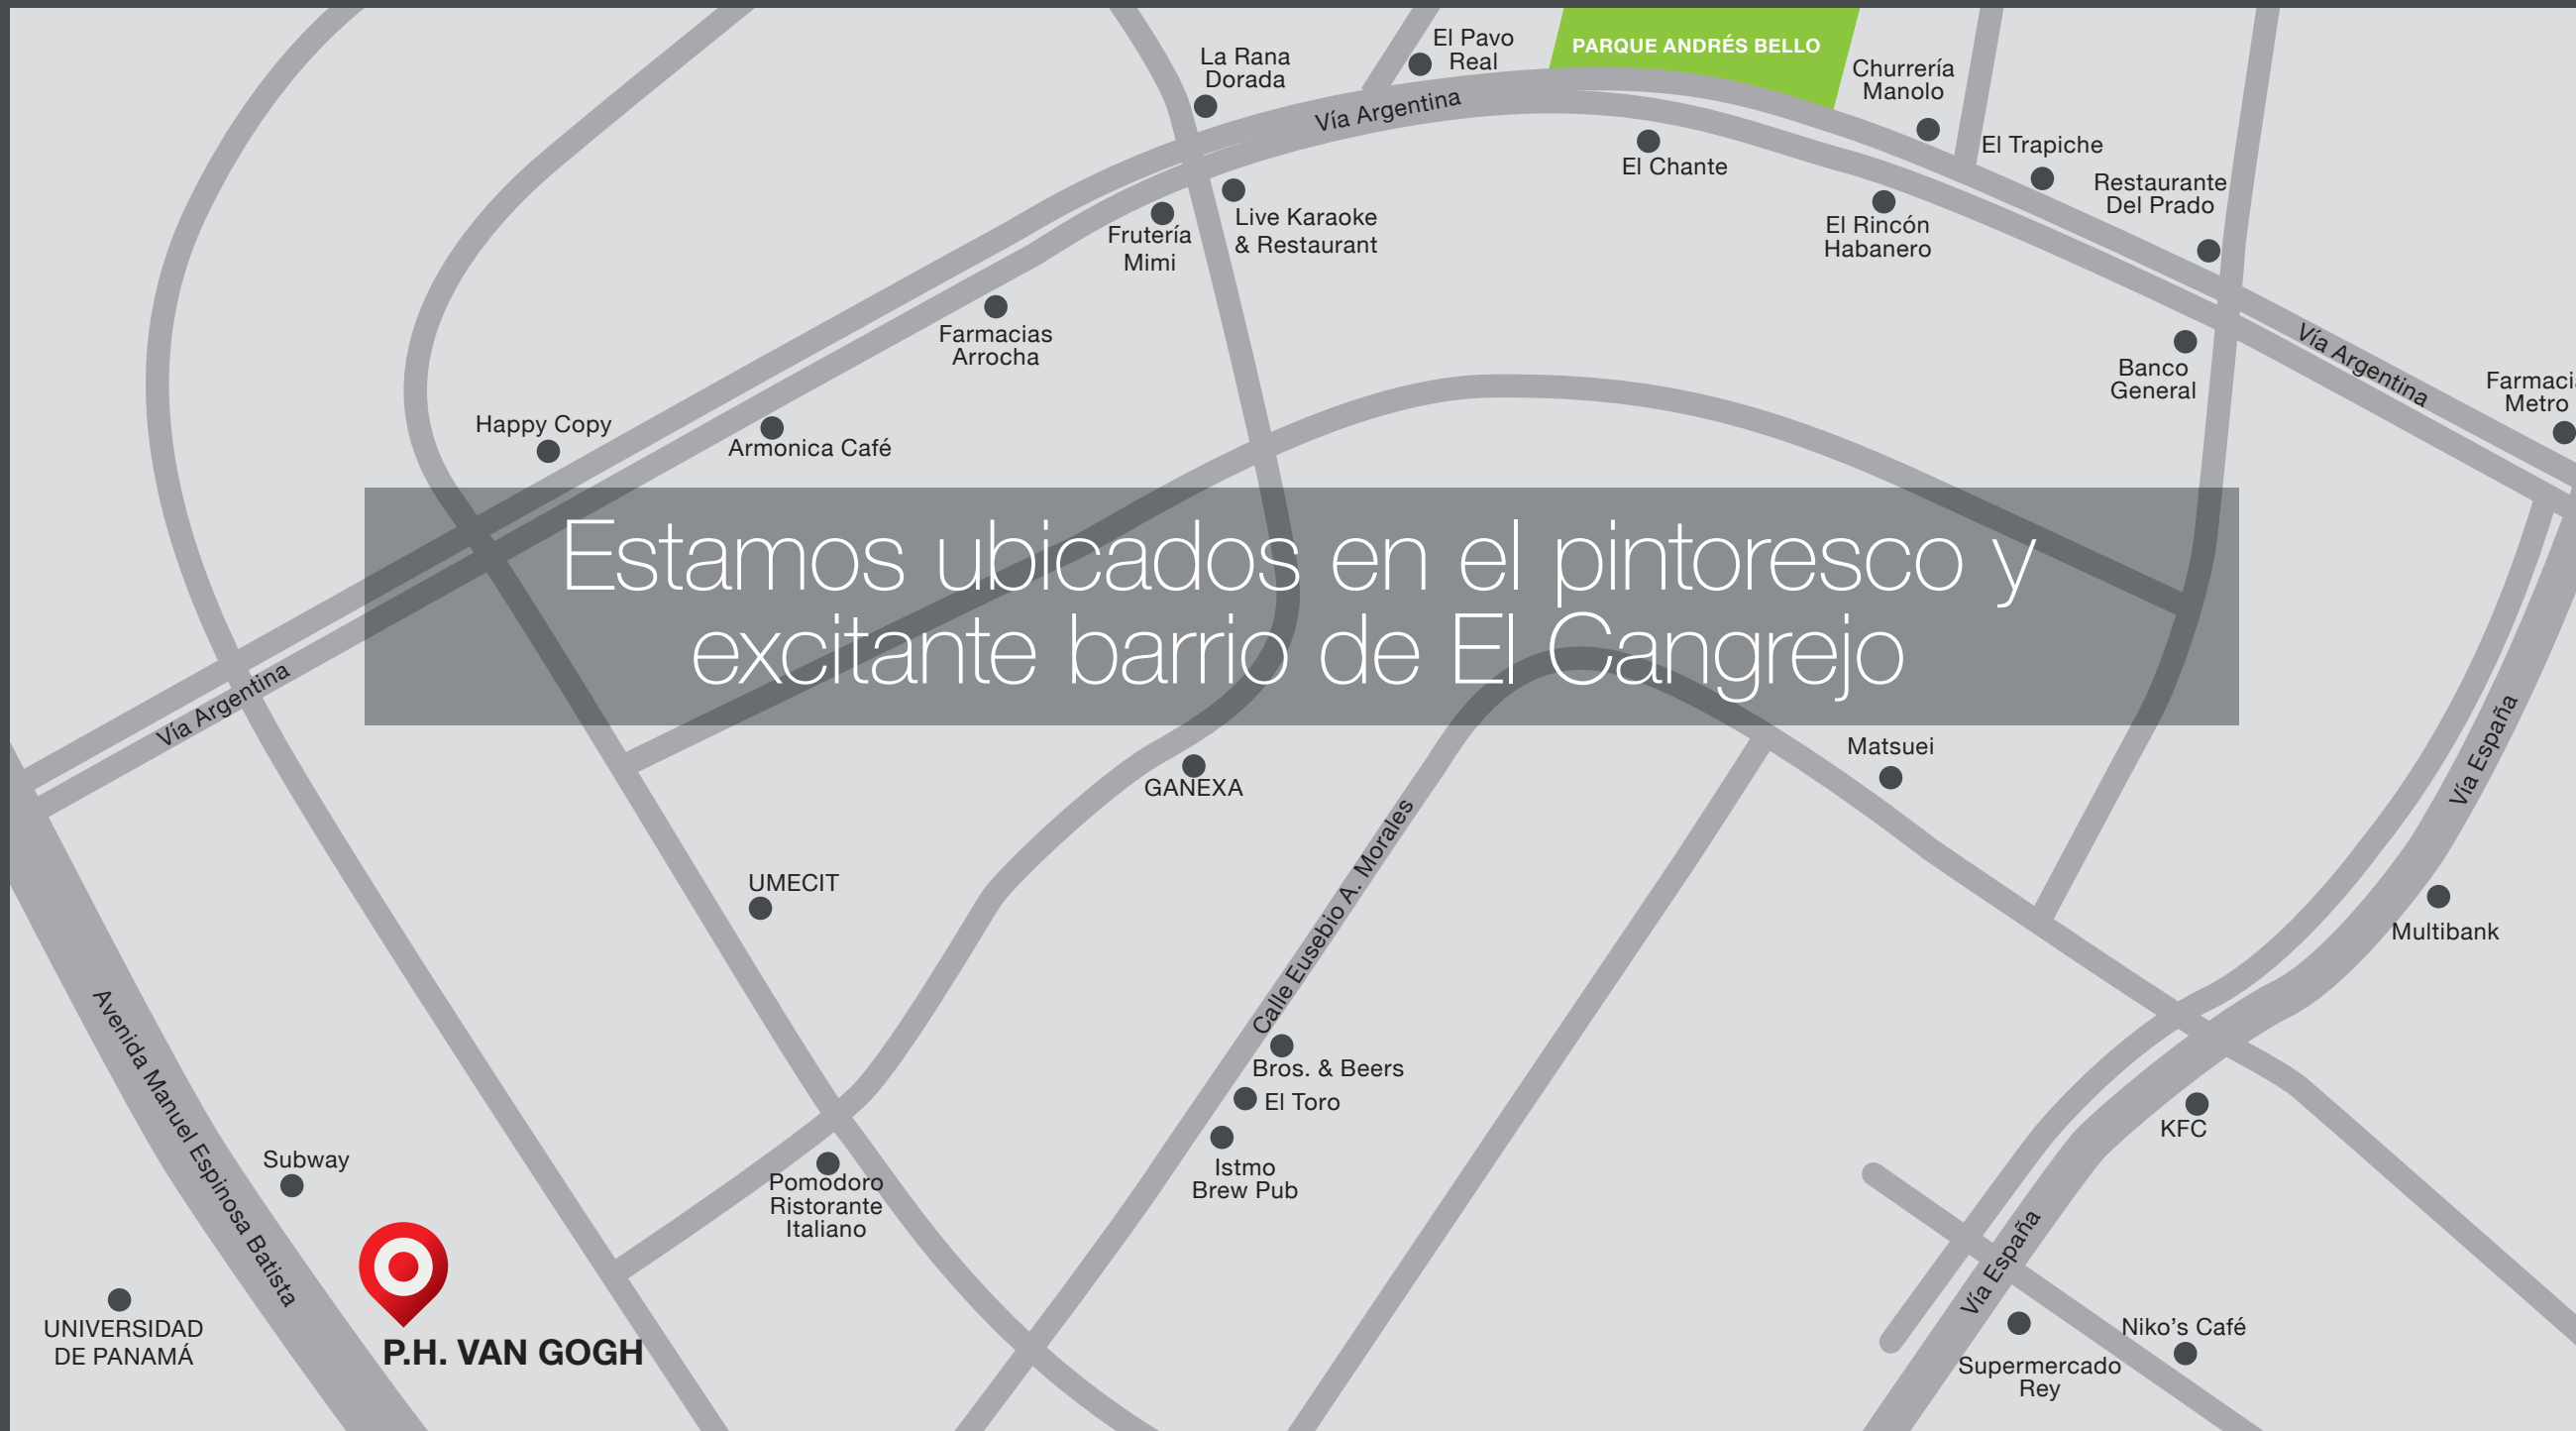 El Pavo
Real
PARQUE ANDRÉS BELLO
La Rana
Dorada
Churrería
Manolo
Vía Argentina
El Trapiche
El Chante
Restaurante
Del Prado
Live Karaoke
& Restaurant
El Rincón
Habanero
Frutería
Mimi
Farmacias
Arrocha
Vía Argentina
Banco
General
Metro
Happy Copy
Armonica Café
Estamos ubicados en el pintoresco y
excitante barrio de El Cangrejo
Vía Argentina
Vía España
Matsuei
GANEXA
Calle Eusebio A. Morales
UMECIT
Multibank
Avenida Manuel Espinosa Batista
Bros. & Beers
El Toro
KFC
Subway
Istmo
Brew Pub
Pomodoro
Ristorante
Italiano
Vía España
UNIVERSIDAD
DE PANAMÁ
P.H. VAN GOGH
Niko’s Café
Supermercado
Rey